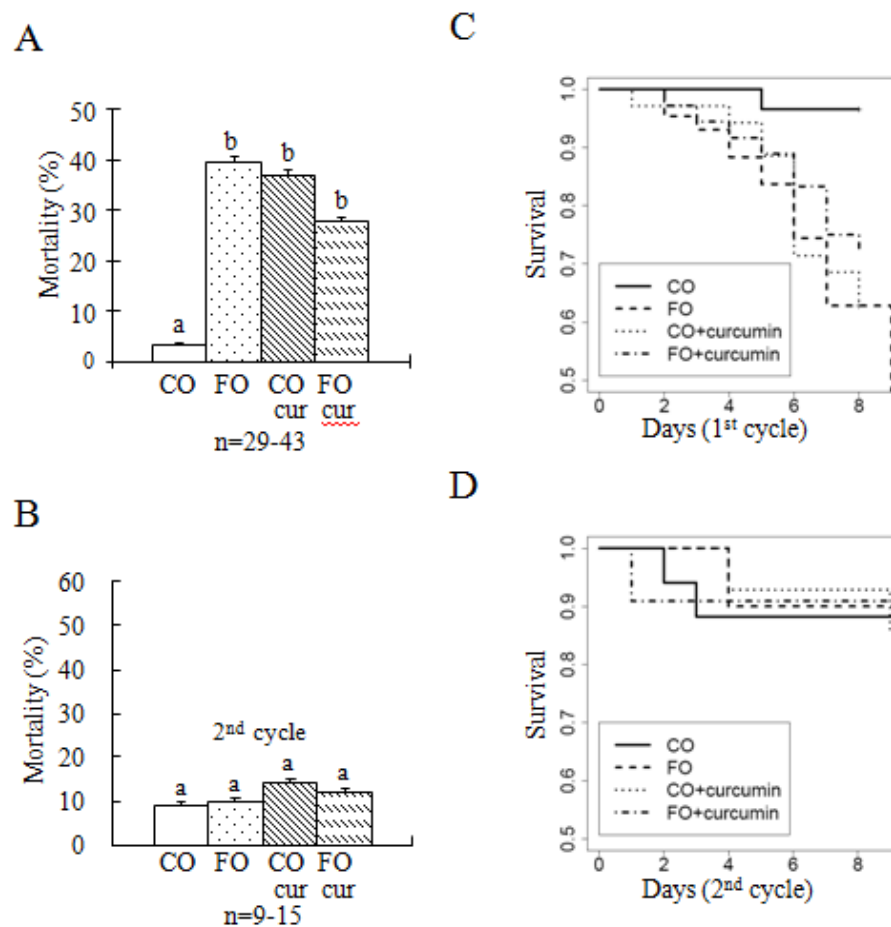 A
Mortality (%)
50
40
30
20
10
0
a
b
b
b
CO FO CO FO
cur cur
n=29-43
C
Survival
1.0
0.9
0.8
0.7
0.6
0.5
CO
FO
CO+curcumin
FO+curcumin
0 2 4 6 8
Days (1st cycle)
B
Mortality (%)
60
50
40
30
20
10
0
2nd cycle
a a a a
CO FO CO FO
cur cur
n=9-15
D
Survival
1.0
0.9
0.8
0.7
0.6
0.5
CO
FO
CO+curcumin
FO+curcumin
0 2 4 6 8
Days (2nd cycle)